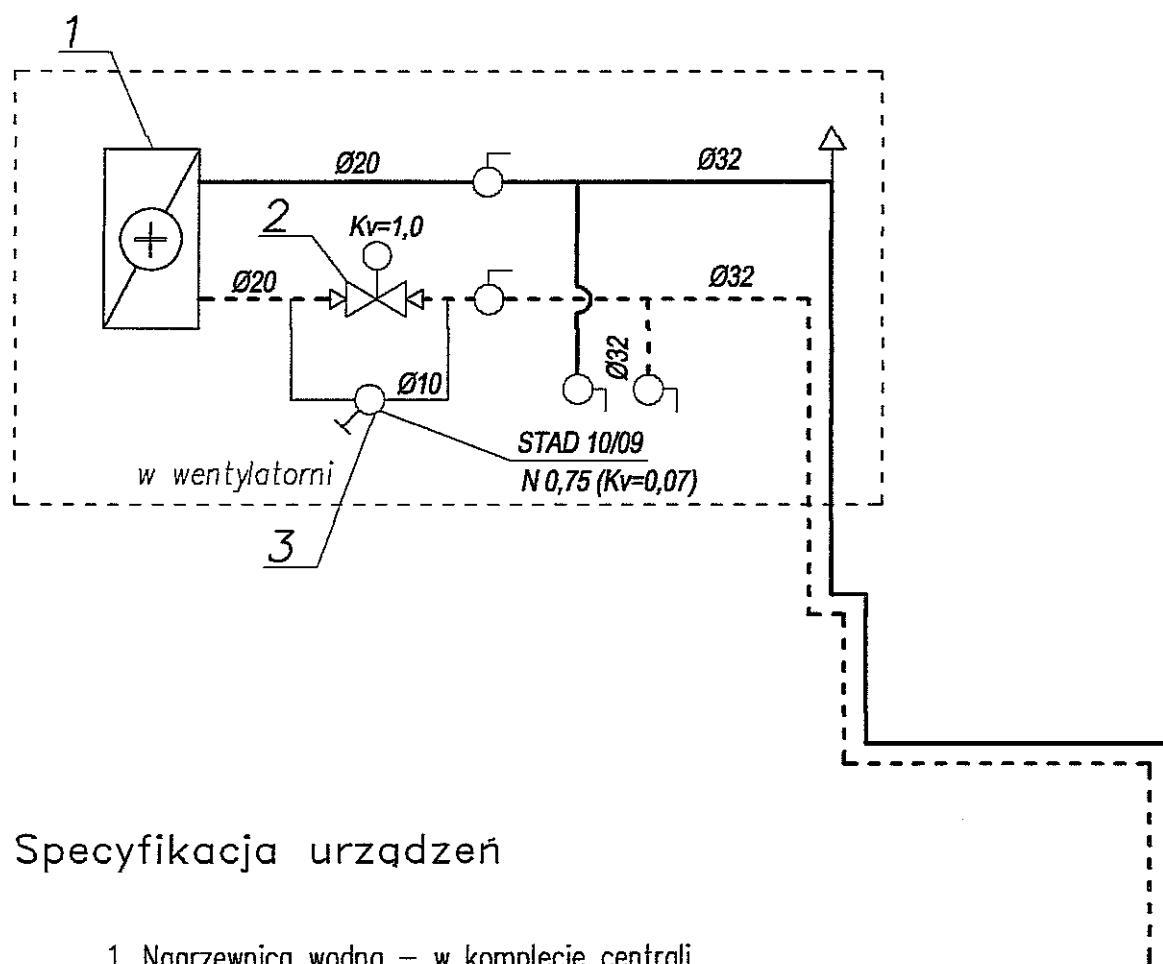 1
Ø20
Ø32
2
Kv=1,0
Ø20
Ø32
Ø32
Ø10
STAD 10/09
N 0,75 (Kv=0,07)
w wentylatorni
3
Specyfikacja urządzeń
1 Nagrzewnica wodna – w komplecie centrali